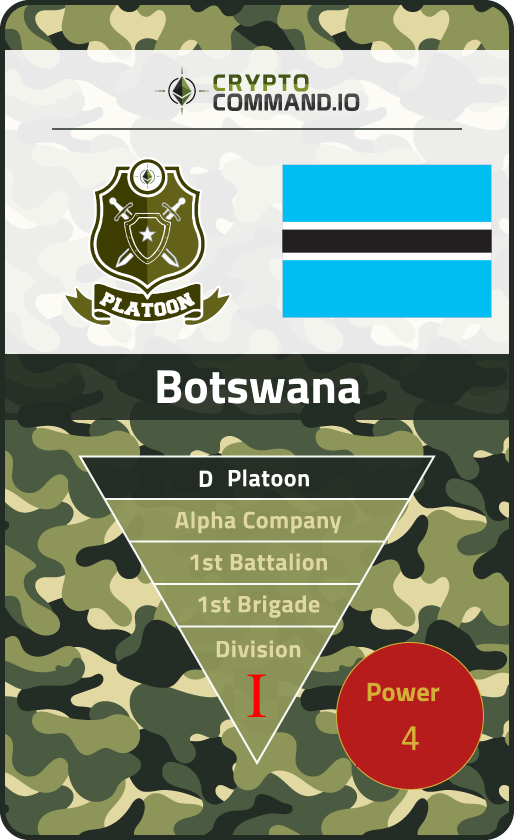 CRYPTO
COMMAND.IO
PLATOON
Botswana
D Platoon
Alpha Company
1st Battalion
1st Brigade
Division
I
Power
4